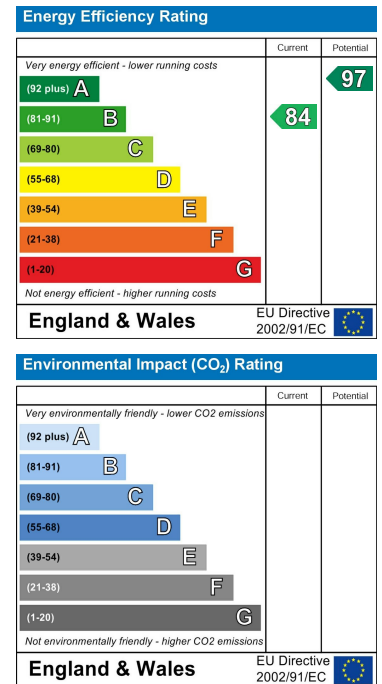 Energy Efficiency Rating
Current Potential
Very energy efficient - lower running costs
(92 plus) A
97
(81-91) B
84
(69-80) C
(55-68) D
(39-54) E
(21-38) F
(1-20) G
Not energy efficient - higher running costs
England & Wales
EU Directive
2002/91/EC
Environmental Impact (CO₂) Rating
Current Potential
Very environmentally friendly - lower CO2 emissions
(92 plus) A
(81-91) B
(69-80) C
(55-68) D
(39-54) E
(21-38) F
(1-20) G
Not environmentally friendly - higher CO2 emissions
England & Wales
EU Directive
2002/91/EC